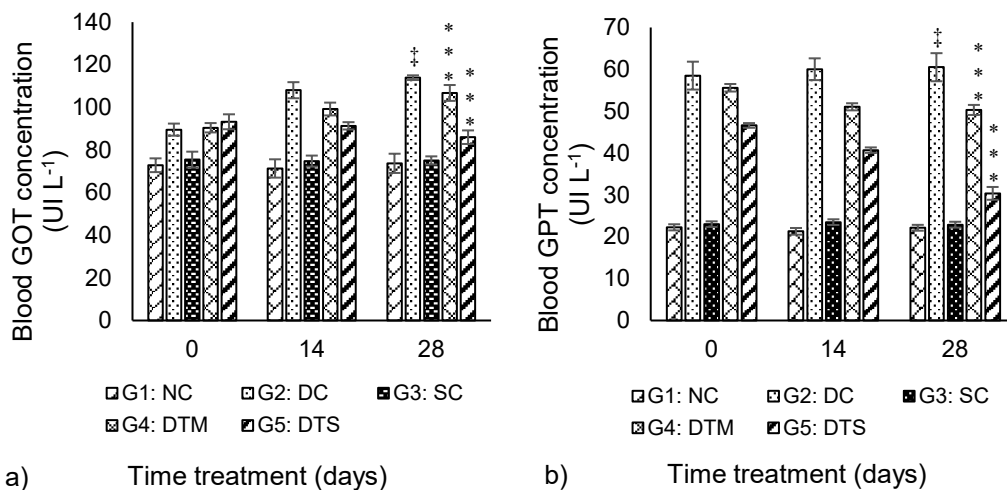 Blood GOT concentration
(UI L-1)
140
120
100
80
60
40
20
0
‡‡
***
****
0 14 28
G1: NC G2: DC G3: SC
G4: DTM G5: DTS
a) Time treatment (days)
Blood GPT concentration
(UI L-1)
70
60
50
40
30
20
10
0
‡‡
***
****
0 14 28
G1: NC G2: DC G3: SC
G4: DTM G5: DTS
b) Time treatment (days)